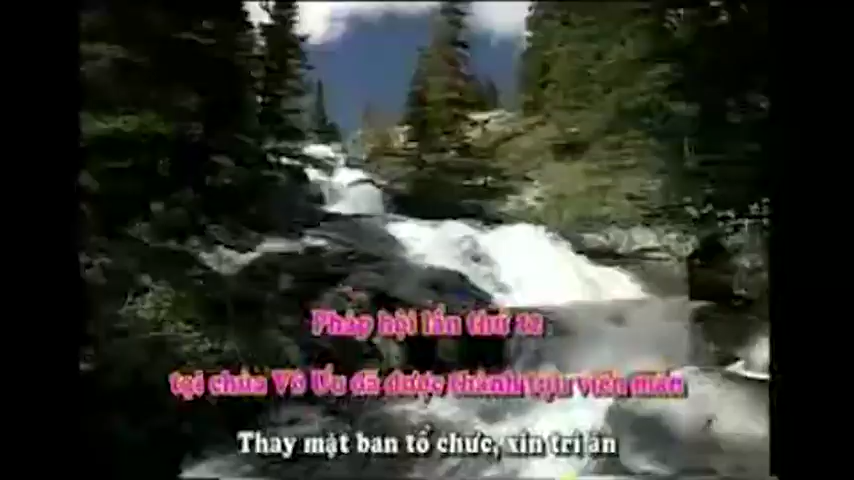 Pháp hội lần thứ 12
tại chùa Vô Ưu đã được thành tựu viên mãn
Thay mặt ban tổ chức, xin tri ân